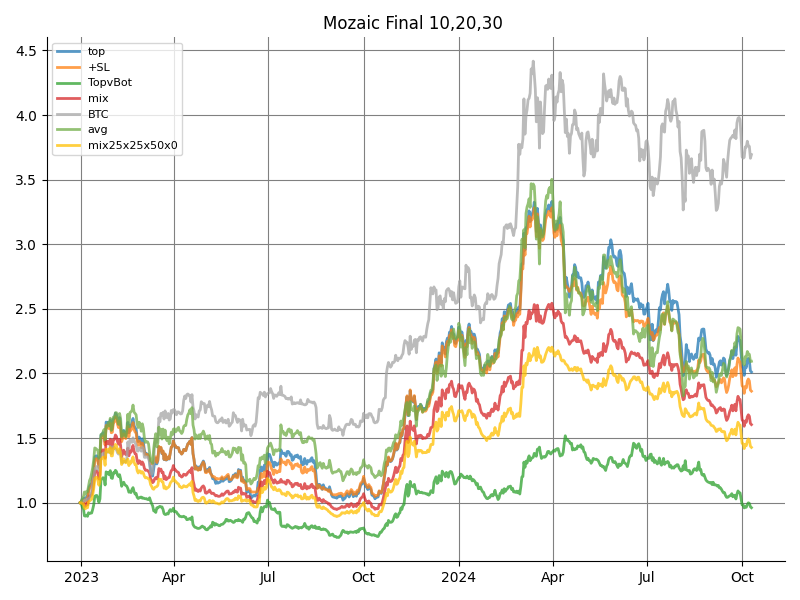 Mozaic Final 10,20,30
top
+SL
TopvBot
mix
BTC
avg
mix25x25x50x0
4.5
4.0
3.5
3.0
2.5
2.0
1.5
1.0
2023
Apr
Jul
Oct
2024
Apr
Jul
Oct